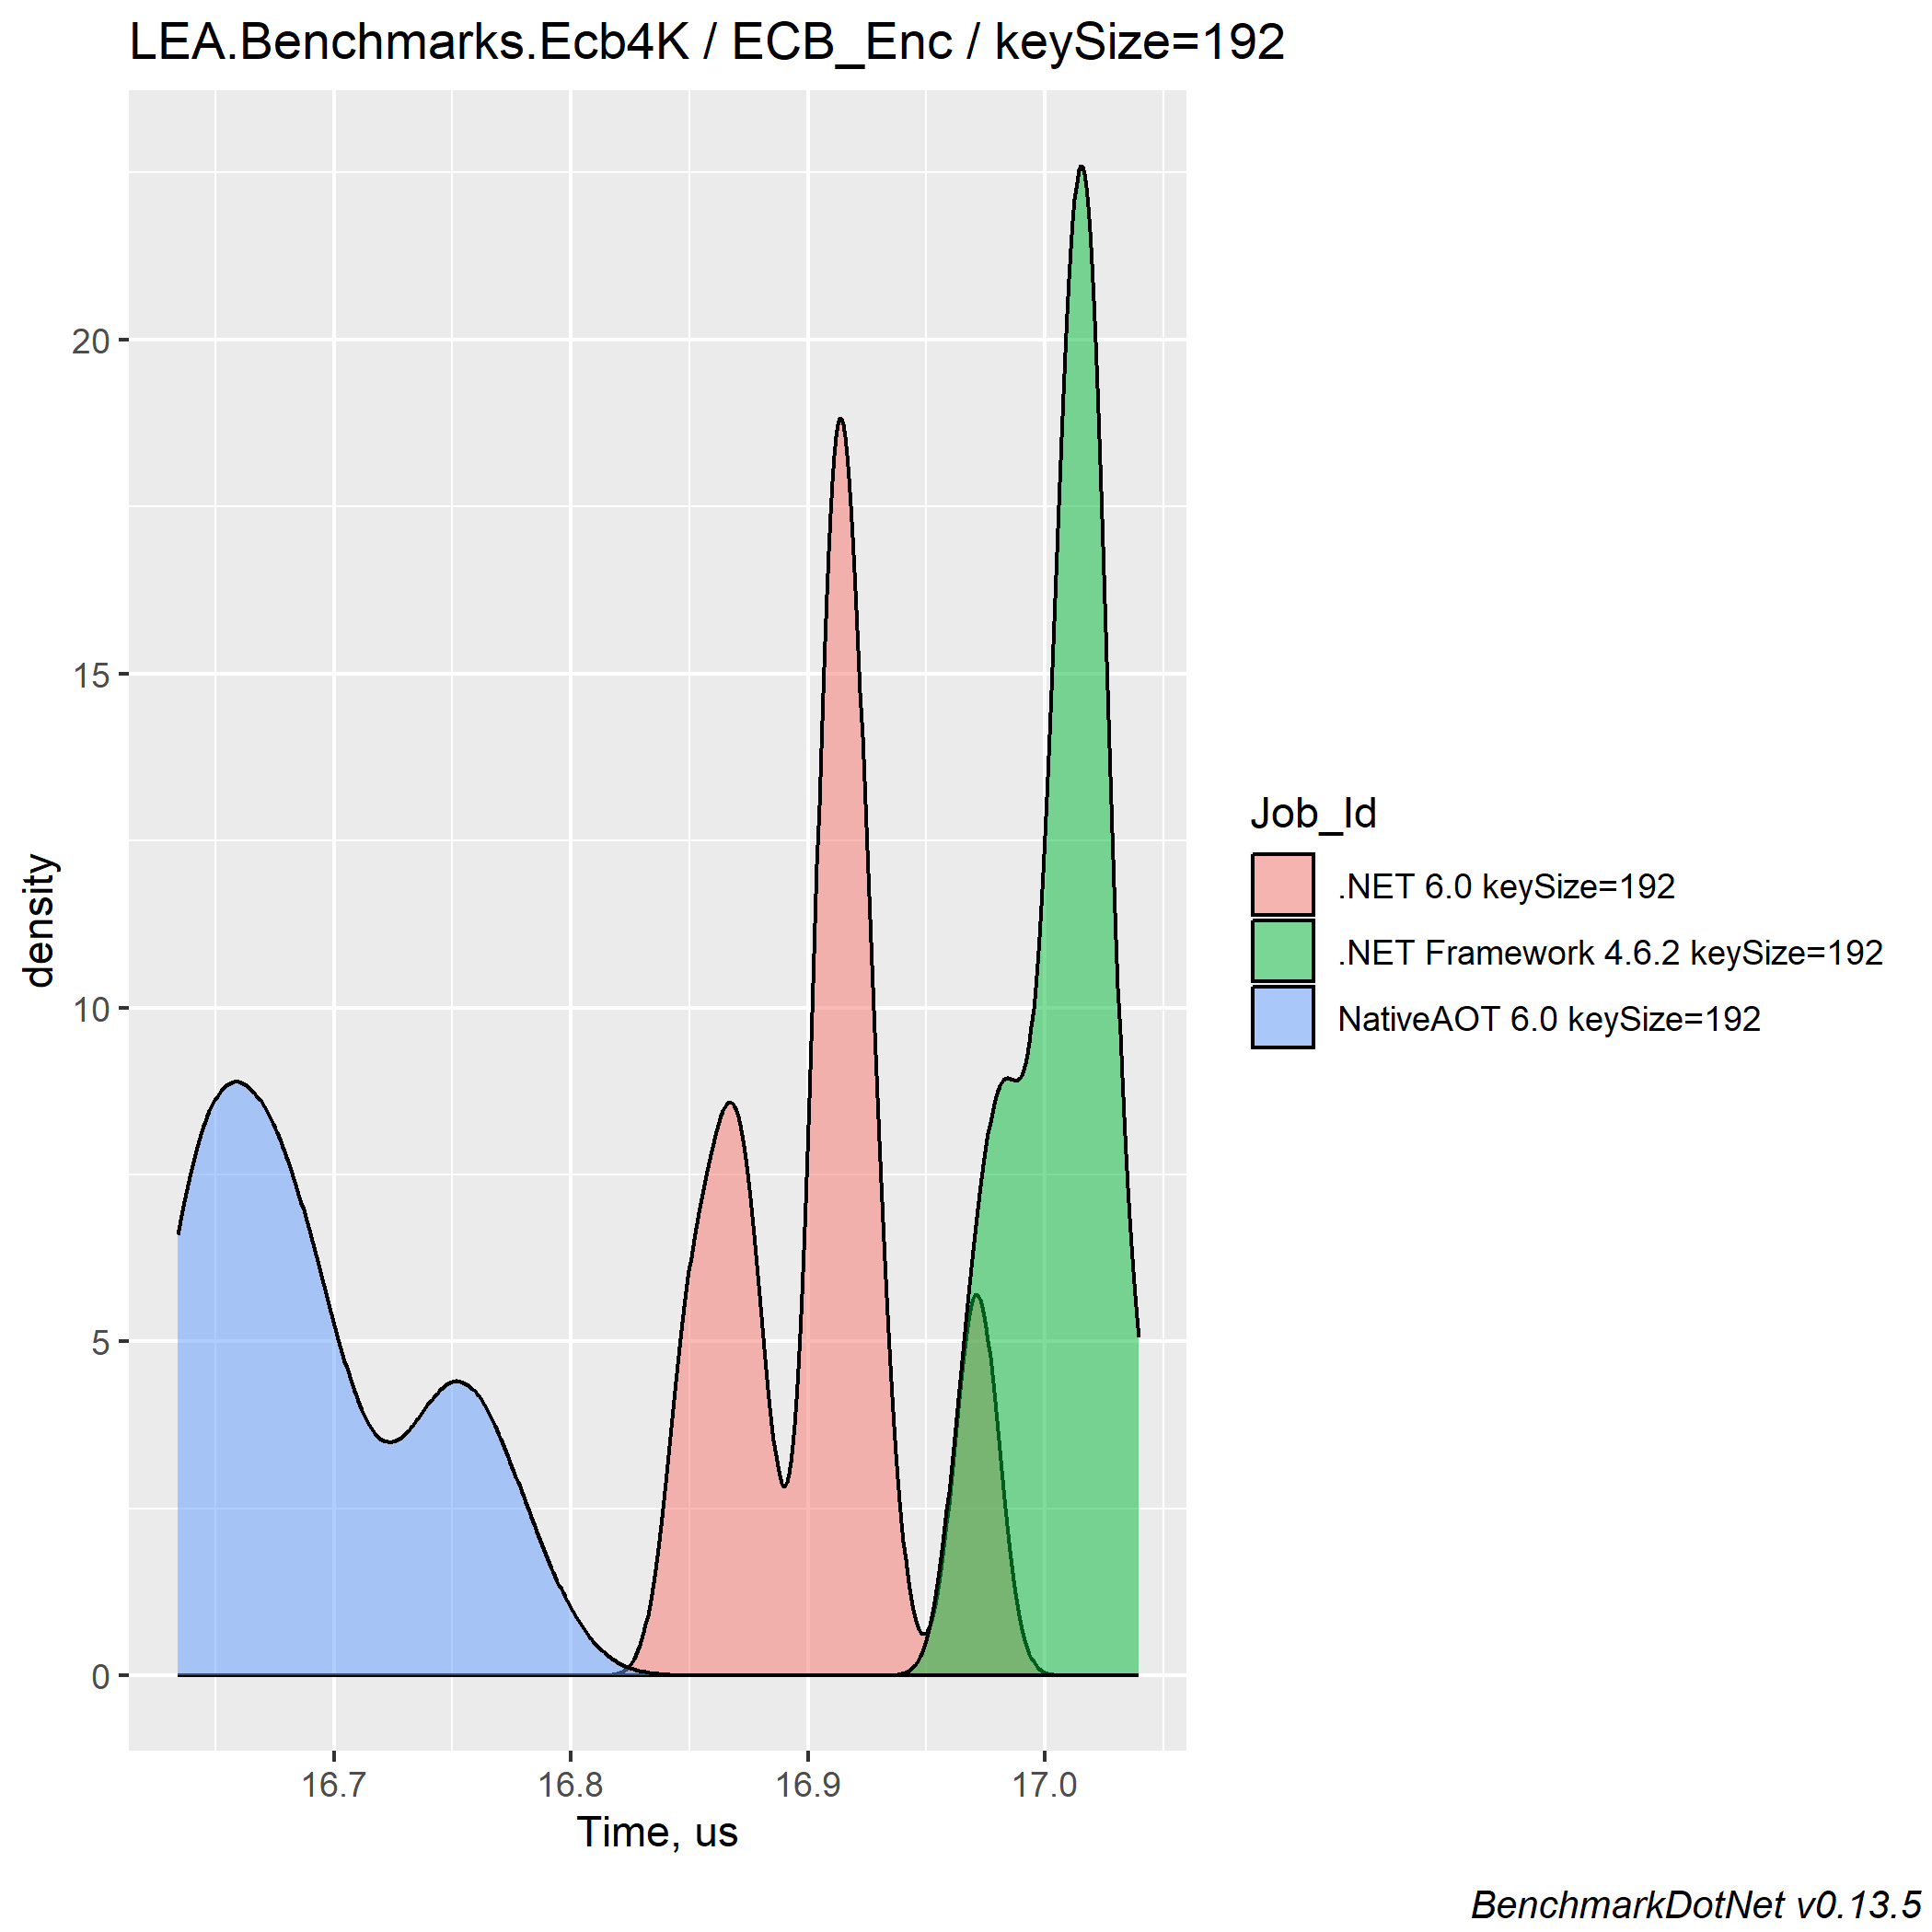 LEA.Benchmarks.Ecb4K / ECB_Enc / keySize=192
20
15
10
5
0
density
16.7 16.8 16.9 17.0
Time, us
Job_Id
.NET 6.0 keySize=192
.NET Framework 4.6.2 keySize=192
NativeAOT 6.0 keySize=192
BenchmarkDotNet v0.13.5